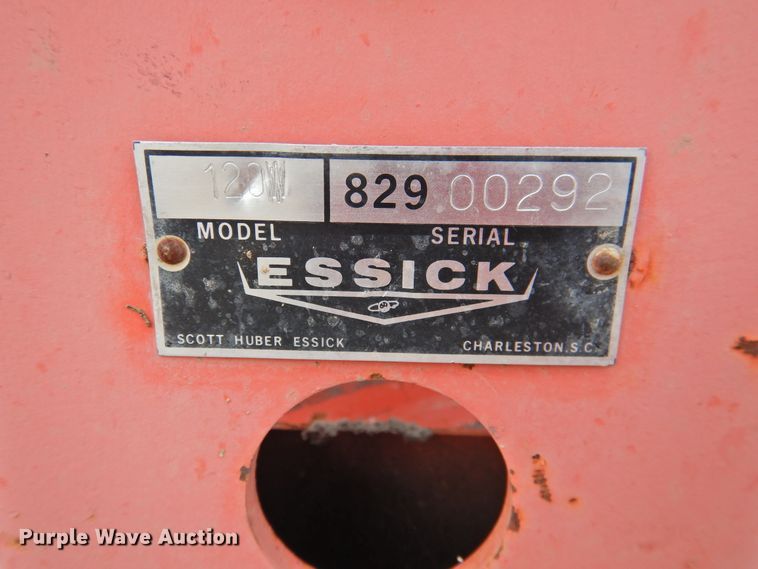 120W 829 00292
MODEL SERIAL
ESSICK
SCOTT HUBER ESSICK CHARLESTON, S.C.
Purple Wave Auction